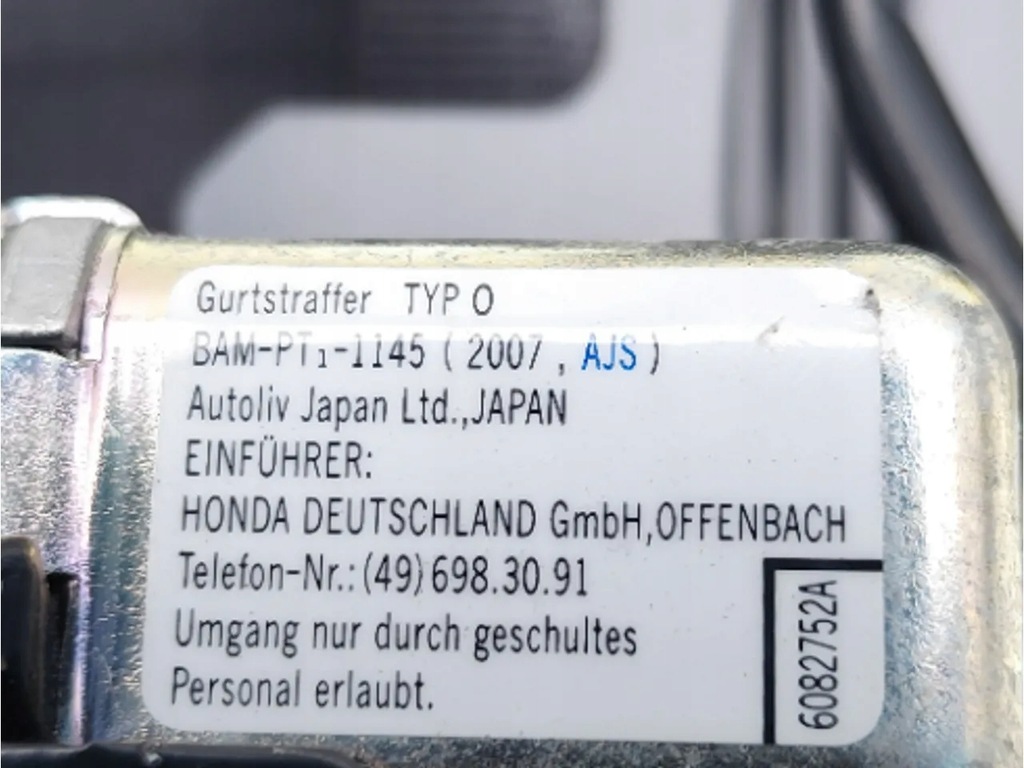 Gurtstraffer TYP O
BAM-PT₁-1145 ( 2007 , AJS )
Autoliv Japan Ltd.,JAPAN
EINFÜHRER:
HONDA DEUTSCHLAND GmbH,OFFENBACH
Telefon-Nr.: (49) 698.30.91
Umgang nur durch geschultes
Personal erlaubt.
6082752A